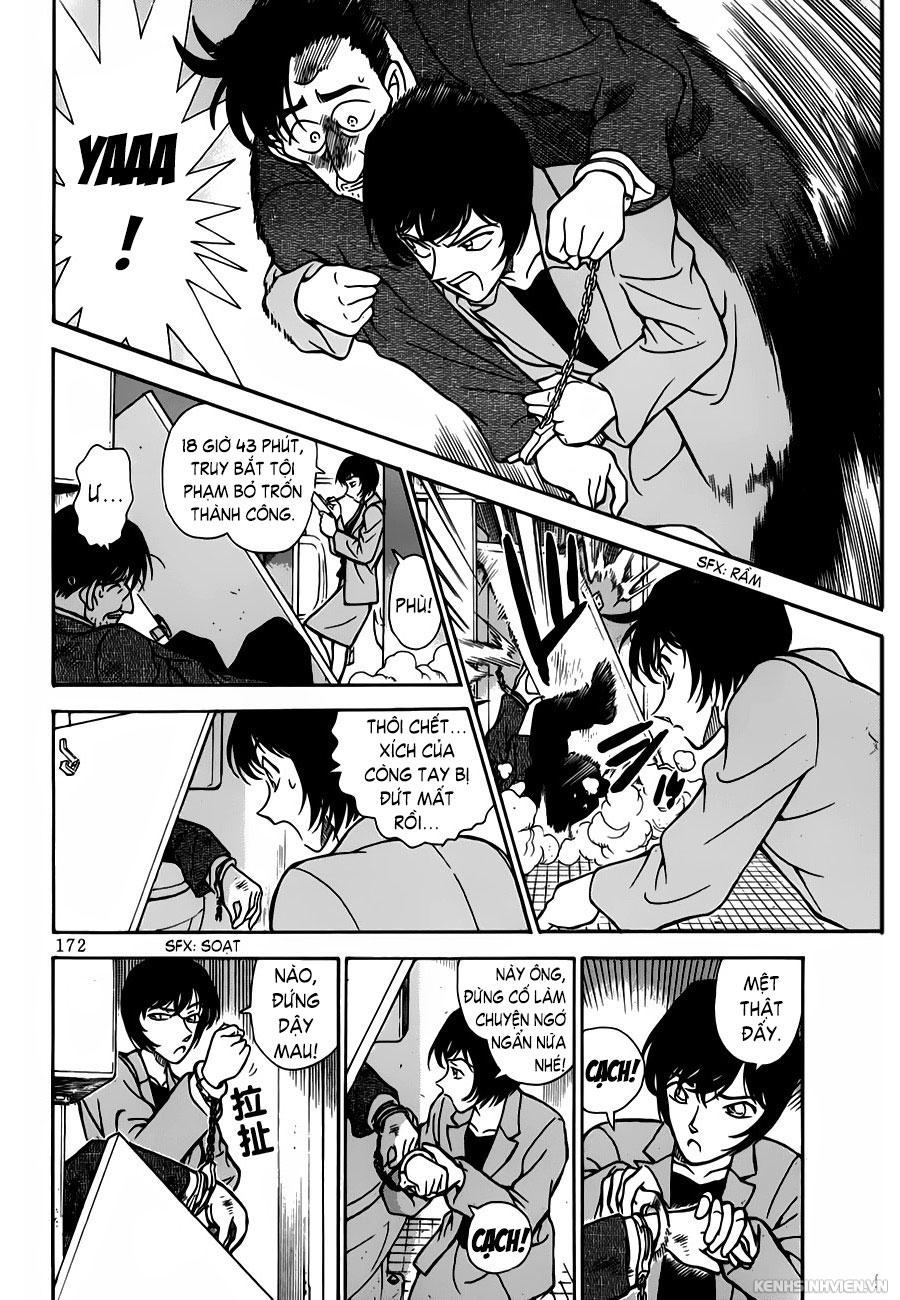 YAAA
!
18 GIỜ 43 PHÚT,
TRUY BẮT TỘI
PHẠM BỎ TRỐN
THÀNH CÔNG.
Ư...
PHÙ!
SFX: RẦM
THÔI CHẾT...
XÍCH CỦA
CÒNG TAY BỊ
ĐỨT MẤT
RỒI...
172
SFX: SOẠT
NÀO,
ĐỨNG
DẬY
MAU!
拉
扯
NÀY ÔNG,
ĐỪNG CỐ LÀM
CHUYỆN NGỚ
NGẨN NỮA
NHÉ!
CẠCH!
MỆT
THẬT
ĐẤY.
CẠCH!
KENHSINHVIEN.VN